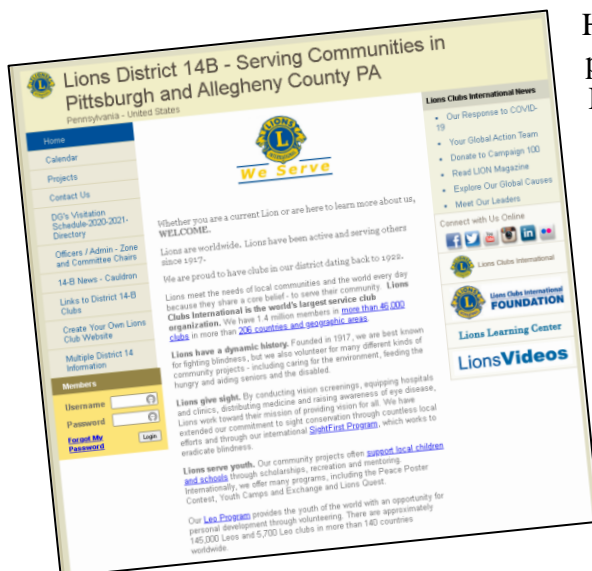 Lions District 14B - Serving Communities in
Pittsburgh and Allegheny County PA
Pennsylvania - United States
Home
Calendar
Projects
Contact Us
DG's Visitation
Schedule-2020-2021-
Directory
Officers / Admin - Zone
and Committee Chairs
14-B News - Cauldron
Links to District 14-B
Clubs
Create Your Own Lions
Club Website
Multiple District 14
Information
Members
Username
Password
Forgot My
Password
Login
LIONS
L
INTERNATIONAL
We Serve
Whether you are a current Lion or are here to learn more about us,
WELCOME.
Lions are worldwide. Lions have been active and serving others
since 1917.
We are proud to have clubs in our district dating back to 1922.
Lions meet the needs of local communities and the world every day
because they share a core belief - to serve their community. Lions
Clubs International is the world's largest service club
organization. We have 1.4 million members in more than 46,000
clubs in more than 206 countries and geographic areas.
Lions have a dynamic history. Founded in 1917, we are best known
for fighting blindness, but we also volunteer for many different kinds of
community projects - including caring for the environment, feeding the
hungry and aiding seniors and the disabled.
Lions give sight. By conducting vision screenings, equipping hospitals
and clinics, distributing medicine and raising awareness of eye disease,
Lions work toward their mission of providing vision for all. We have
extended our commitment to sight conservation through countless local
efforts and through our international SightFirst Program, which works to
eradicate blindness.
Lions serve youth. Our community projects often support local children
and schools through scholarships, recreation and mentoring.
Internationally, we offer many programs, including the Peace Poster
Contest, Youth Camps and Exchange and Lions Quest.
Our Leo Program provides the youth of the world with an opportunity for
personal development through volunteering. There are approximately
145,000 Leos and 5,700 Leo clubs in more than 140 countries
worldwide.
Lions Clubs International News
• Our Response to COVID-
19
• Your Global Action Team
• Donate to Campaign 100
• Read LION Magazine
• Explore Our Global Causes
• Meet Our Leaders
Connect with Us Online
Lions Clubs International
Lions Clubs International
FOUNDATION
Lions Learning Center
LionsVideos
H
p